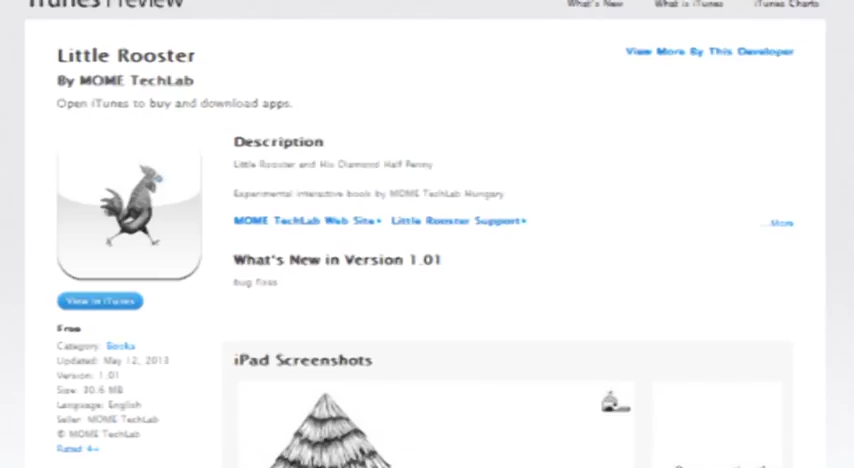 iTunes Preview
What's New What is iTunes iTunes Charts
Little Rooster
View More By This Developer
By MOME TechLab
Open iTunes to buy and download apps.
Description
Little Rooster and His Diamond Half Penny
Experimental interactive book by MOME TechLab Hungary
MOME TechLab Web Site Little Rooster Support
...More
What's New in Version 1.01
bug fixes
View in iTunes
Free
Category: Books
Updated: May 12, 2013
Version: 1.01
Size: 30.6 MB
Language: English
Seller: MOME TechLab
© MOME TechLab
Rated 4+
iPad Screenshots